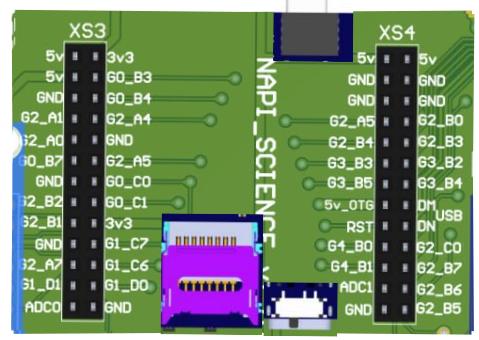 XS3
5v 3v3
5v G0_B3
GND G0_B4
G2_A1 G2_A4
G2_A0 GND
G0_B7 G2_A5
GND G0_C0
G2_B2 G0_C1
G2_B1 3v3
GND G1_C7
G2_A7 G1_C6
G1_D1 G1_D0
ADC0 GND
NAPI_SCIENCE
XS4
5v 5v
GND GND
GND GND
G2_A5 G2_B0
G2_B4 G2_B3
G3_B3 G3_B2
G3_B5 G3_B4
5v_OTG DM
USB
RST DN
G4_B0 G2_C0
G4_B1 G2_B7
ADC1 G2_B6
GND G2_B5